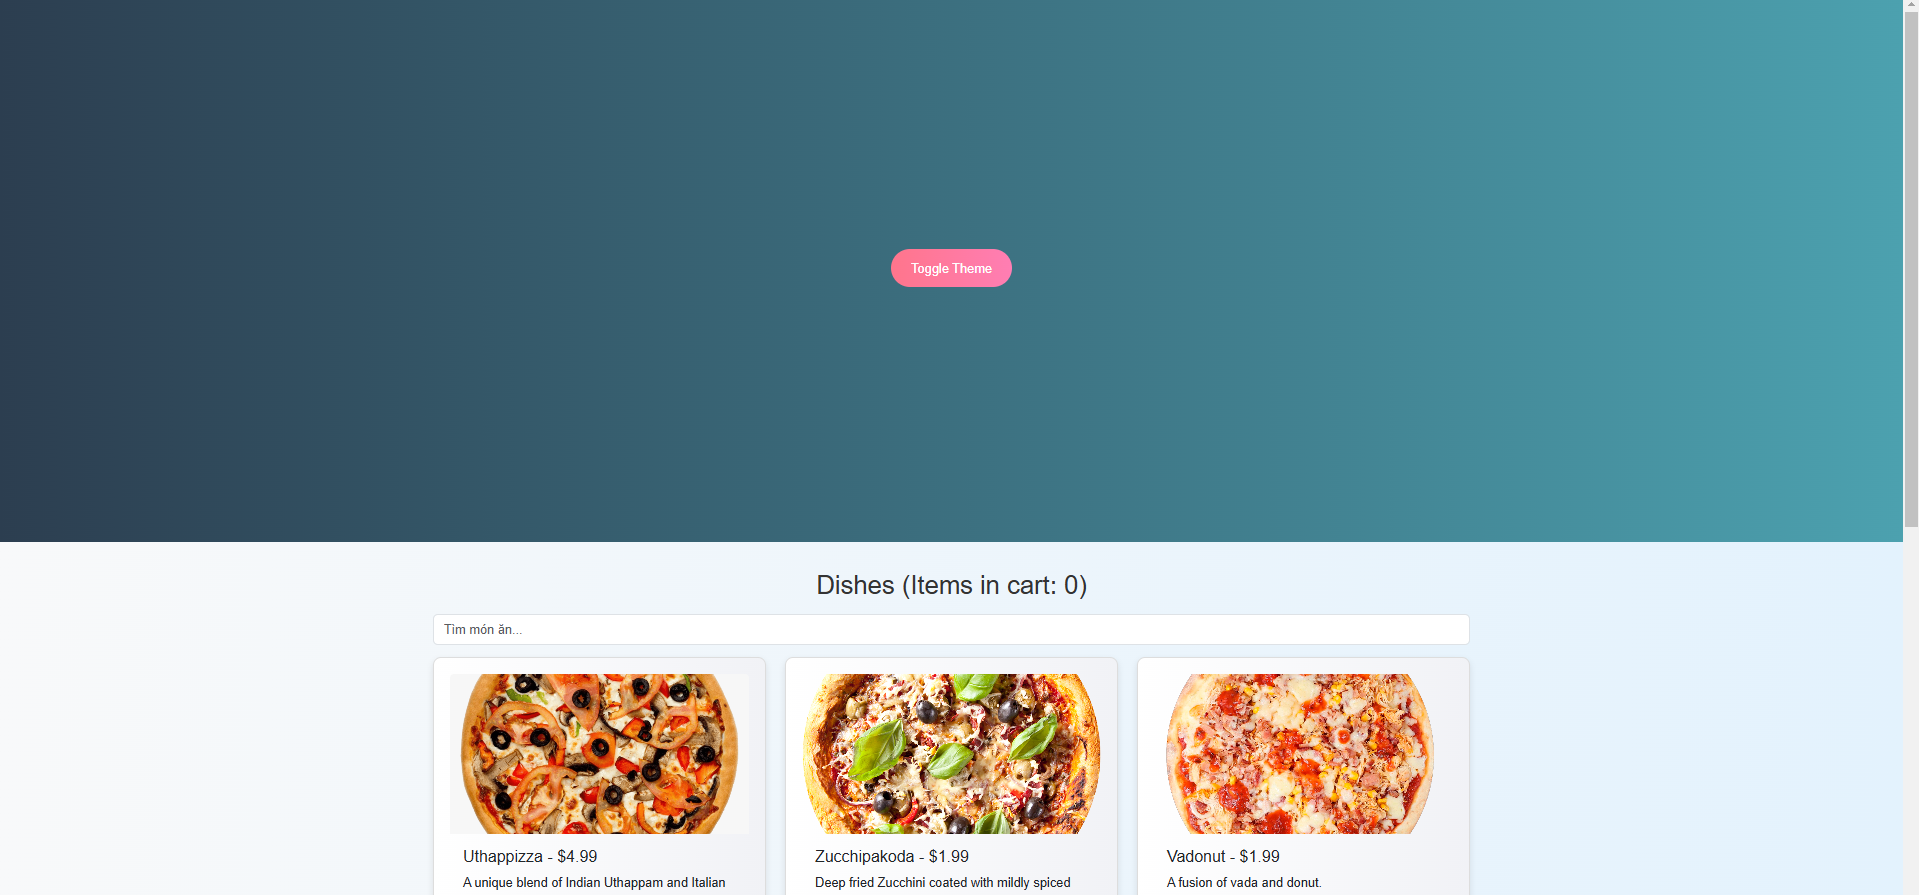 Toggle Theme
Dishes (Items in cart: 0)
Tìm món ăn...
Uthappizza - $4.99
A unique blend of Indian Uthappam and Italian
Zucchipakoda - $1.99
Deep fried Zucchini coated with mildly spiced
Vadonut - $1.99
A fusion of vada and donut.